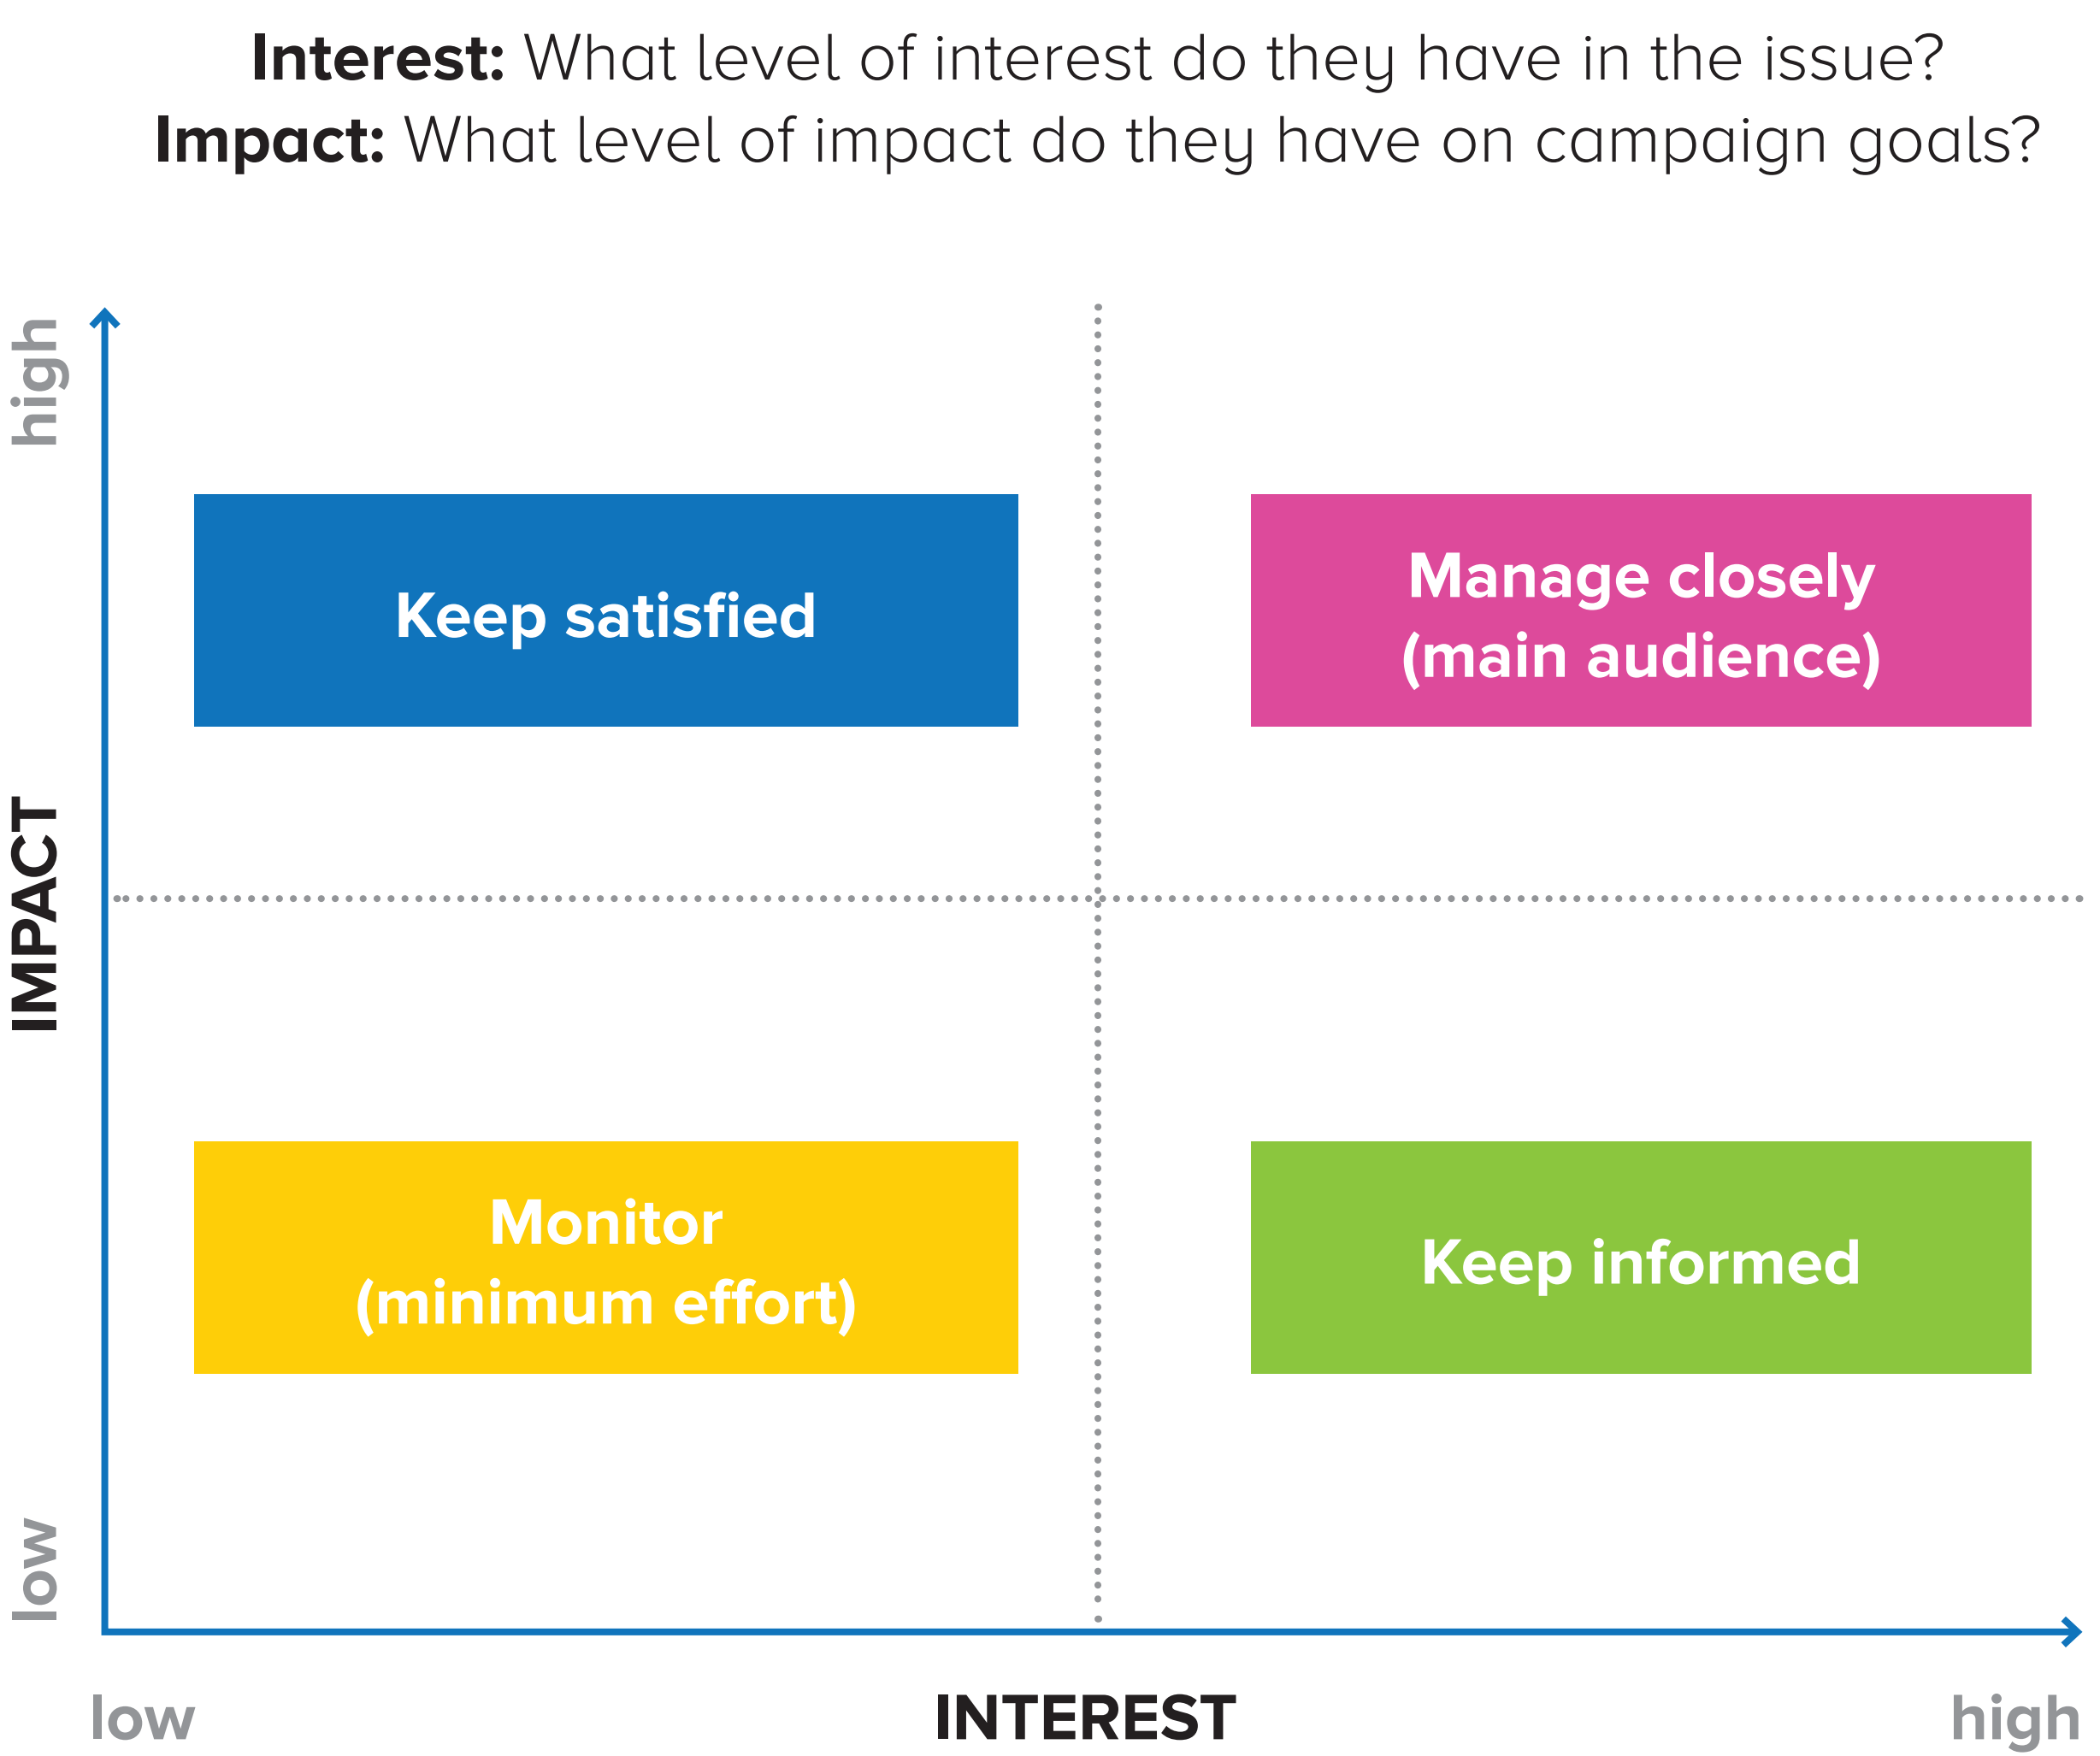 Interest: What level of interest do they have in the issue?
Impact: What level of impact do they have on campaign goals?
high
Keep satisfied
Manage closely
(main audience)
IMPACT
Monitor
(minimum effort)
Keep informed
low
low
INTEREST
high